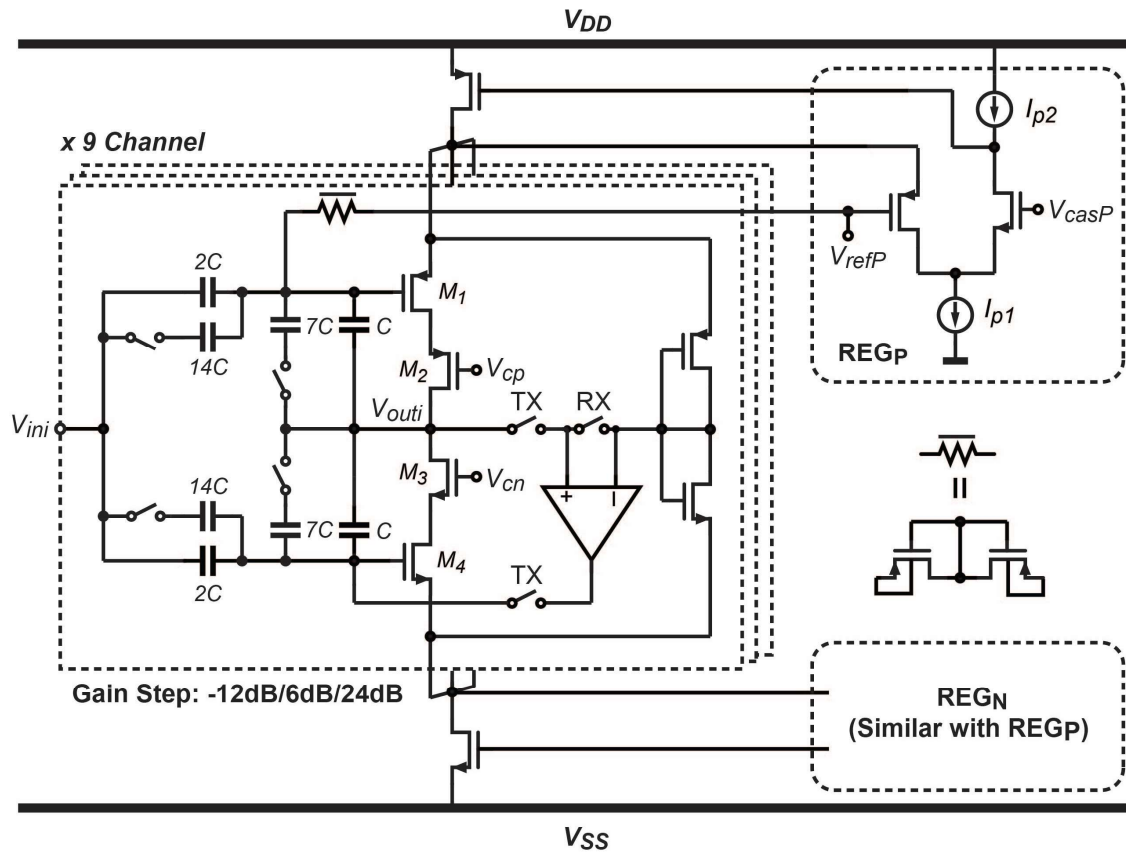 VDD
x 9 Channel
Ip2
VcasP
VrefP
Ip1
REGP
2C
14C
7C
C
M1
M2
Vcp
TX
RX
Vini
Vouti
M3
Vcn
+
–
14C
7C
C
2C
M4
TX
Gain Step: -12dB/6dB/24dB
REGN
(Similar with REGP)
VSS